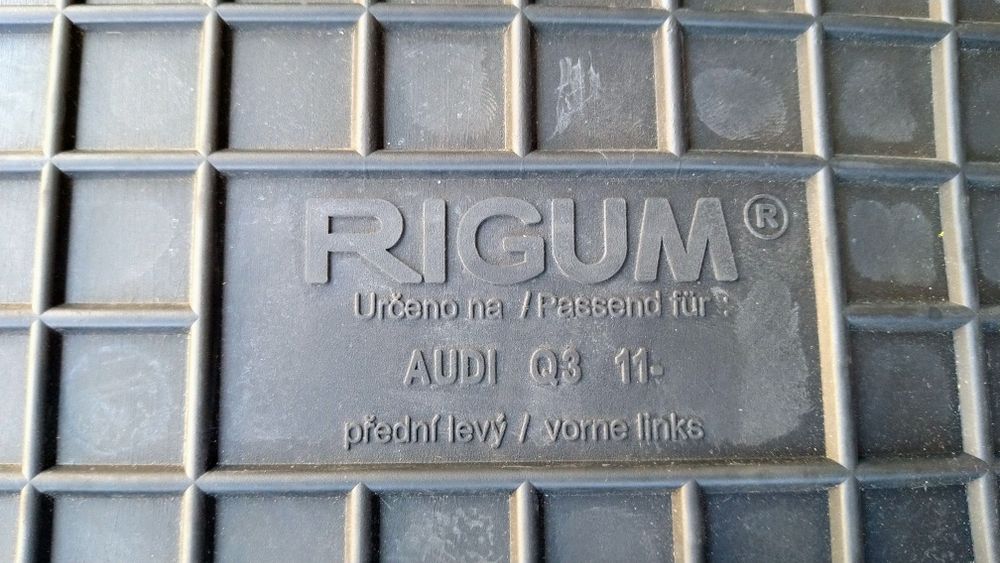 RIGUM®
Určeno na / Passend für :
AUDI Q3 11-
přední levý / vorne links